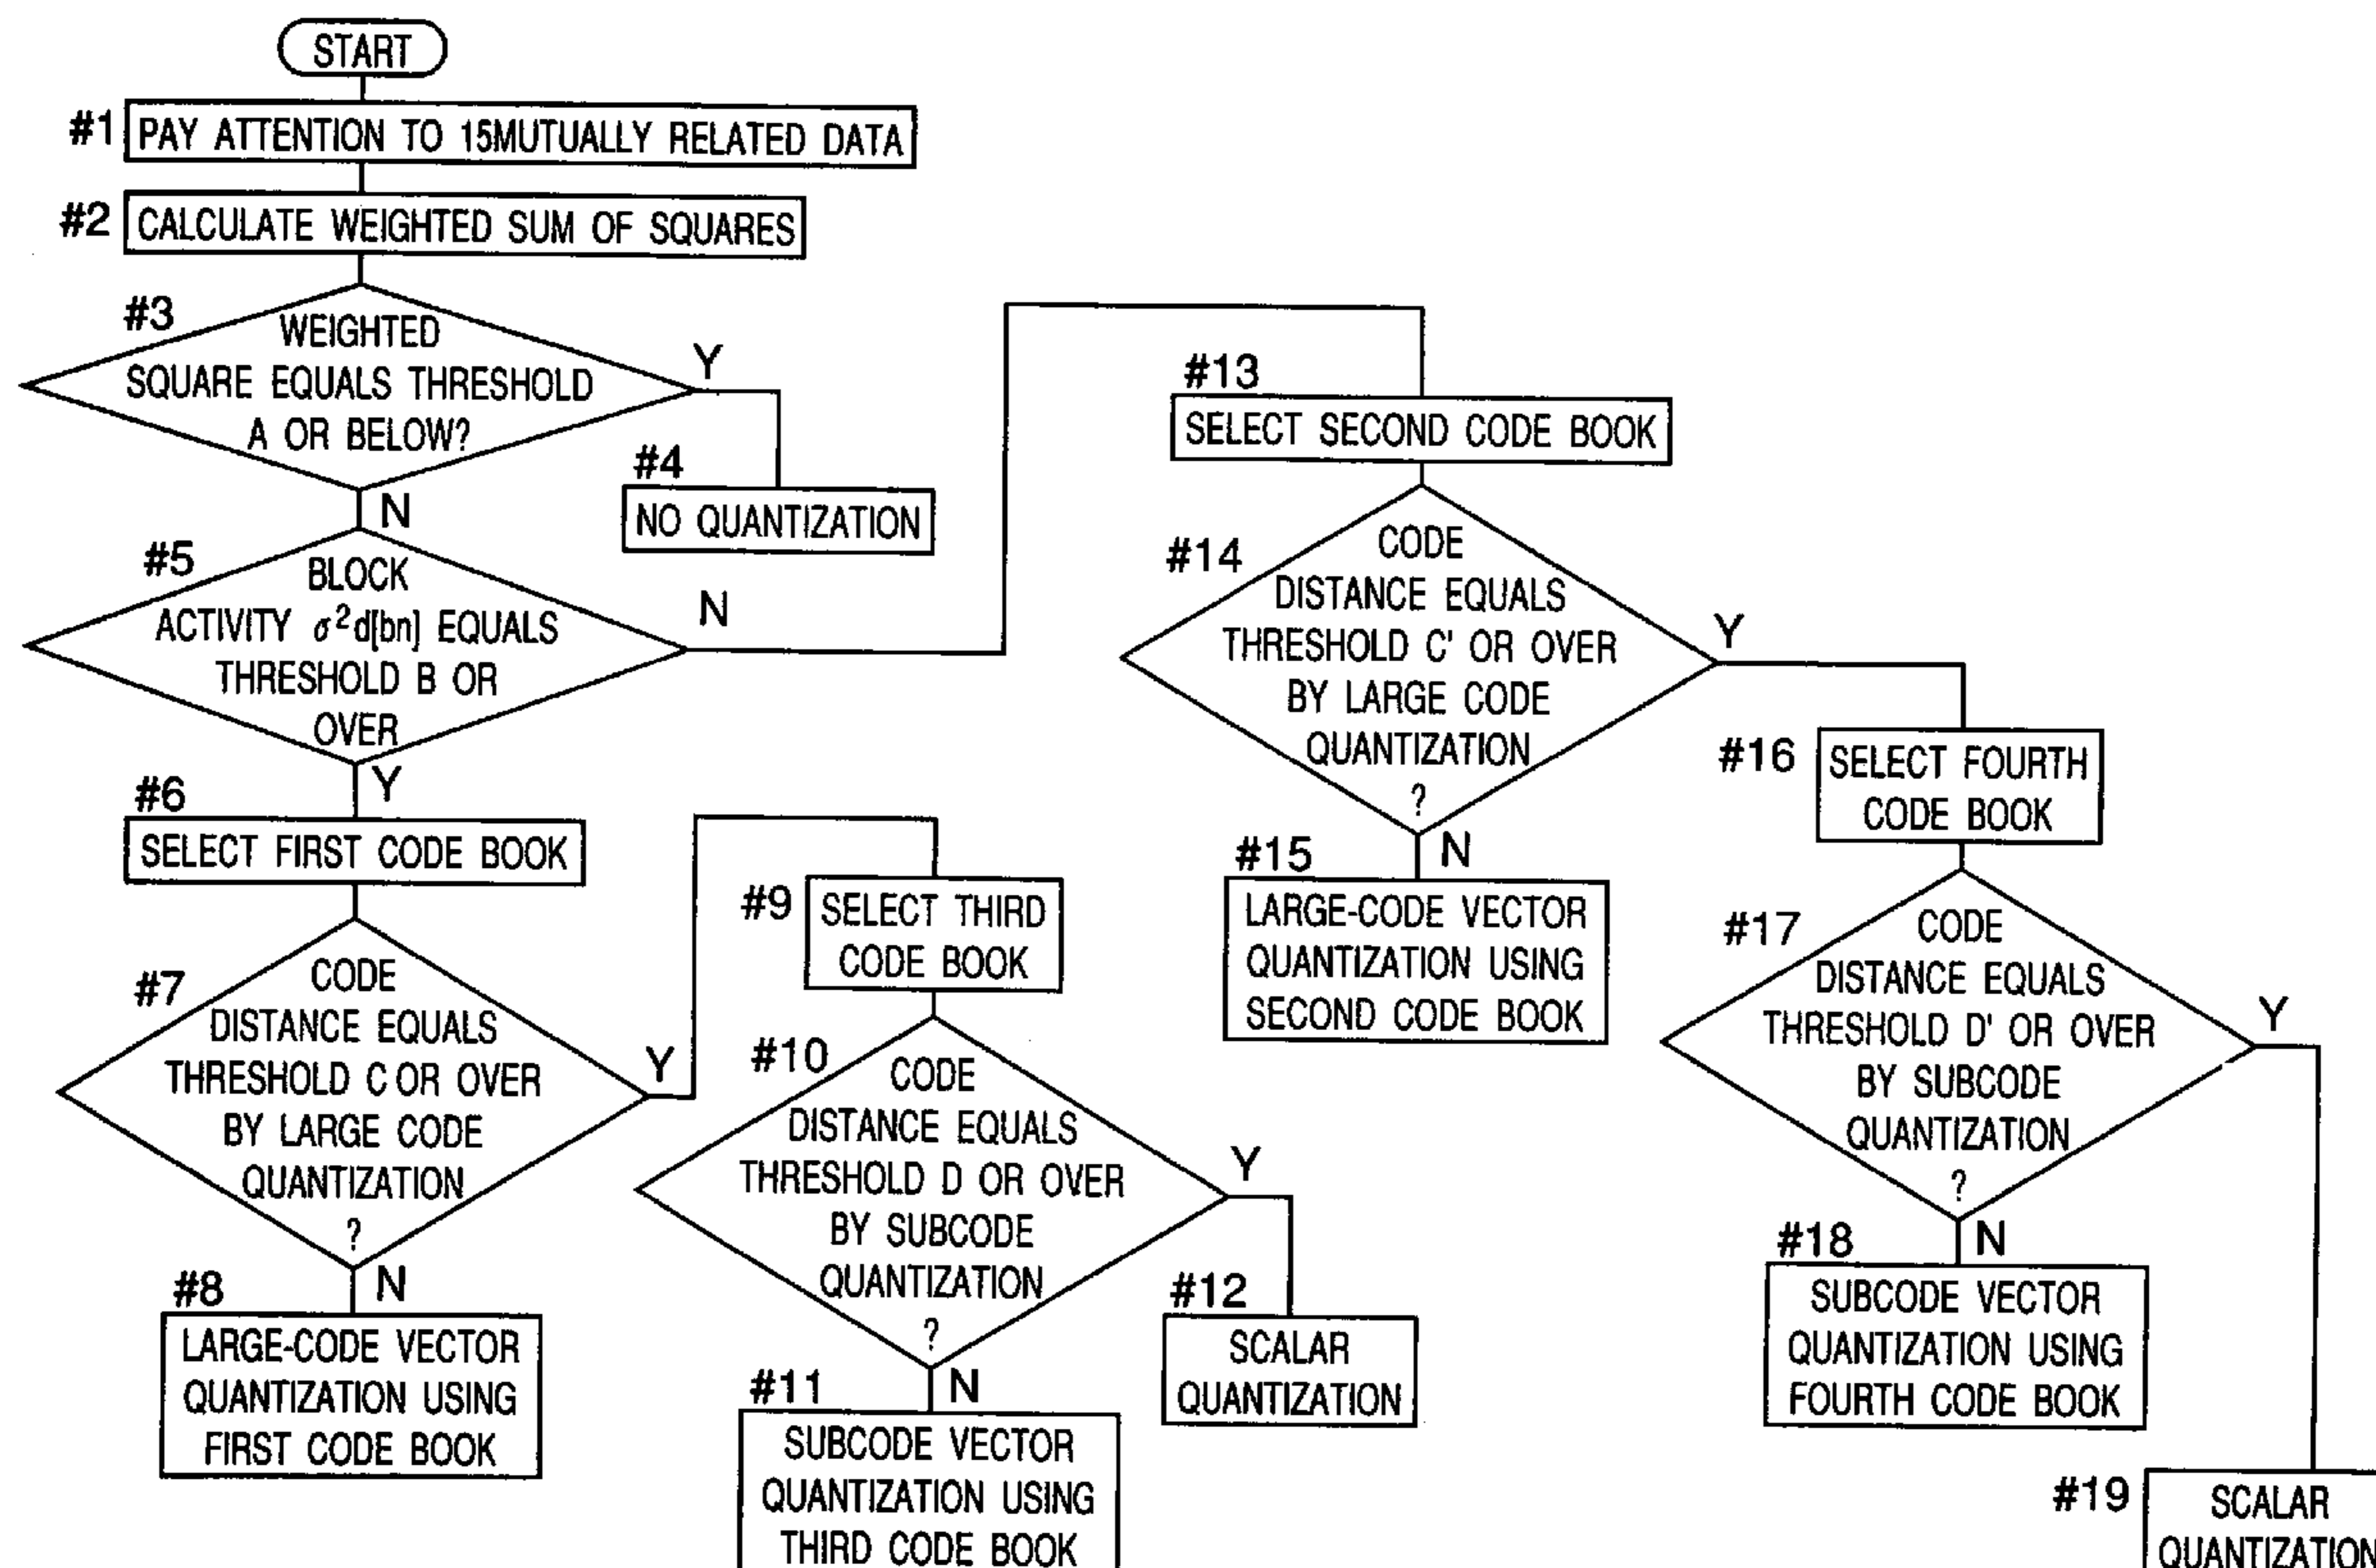 START
#1
PAY ATTENTION TO 15MUTUALLY RELATED DATA
#2
CALCULATE WEIGHTED SUM OF SQUARES
#3
WEIGHTED
SQUARE EQUALS THRESHOLD
A OR BELOW?
Y
N
#4
NO QUANTIZATION
#5
BLOCK
ACTIVITY σ²d[bn] EQUALS
THRESHOLD B OR
OVER
N
Y
#6
SELECT FIRST CODE BOOK
#7
CODE
DISTANCE EQUALS
THRESHOLD C OR OVER
BY LARGE CODE
QUANTIZATION
?
Y
N
#8
LARGE-CODE VECTOR
QUANTIZATION USING
FIRST CODE BOOK
#9
SELECT THIRD
CODE BOOK
#10
CODE
DISTANCE EQUALS
THRESHOLD D OR OVER
BY SUBCODE
QUANTIZATION
?
Y
N
#11
SUBCODE VECTOR
QUANTIZATION USING
THIRD CODE BOOK
#12
SCALAR
QUANTIZATION
#13
SELECT SECOND CODE BOOK
#14
CODE
DISTANCE EQUALS
THRESHOLD C' OR OVER
BY LARGE CODE
QUANTIZATION
?
Y
N
#15
LARGE-CODE VECTOR
QUANTIZATION USING
SECOND CODE BOOK
#16
SELECT FOURTH
CODE BOOK
#17
CODE
DISTANCE EQUALS
THRESHOLD D' OR OVER
BY SUBCODE
QUANTIZATION
?
Y
N
#18
SUBCODE VECTOR
QUANTIZATION USING
FOURTH CODE BOOK
#19
SCALAR
QUANTIZATION